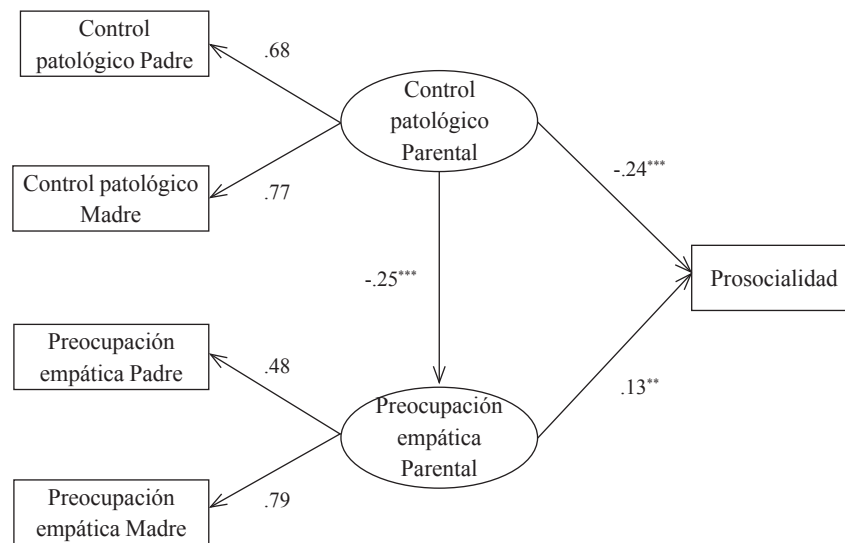 Control
patológico Padre
.68
Control
patológico
Parental
Control patológico
Madre
.77
-.24***
-.25***
Prosocialidad
Preocupación
empática Padre
.48
.13**
Preocupación
empática
Parental
Preocupación
empática Madre
.79